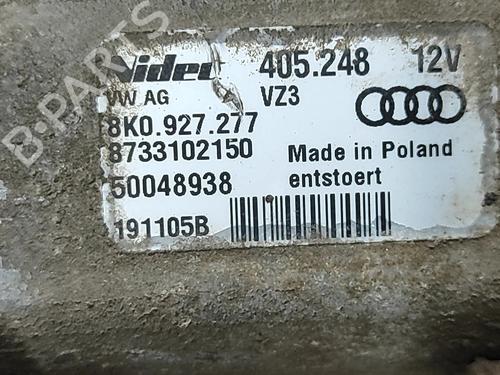 Nidec 405.248 12V
VW AG VZ3
8K0.927.277
8733102150 Made in Poland
50048938 entstoert
191105B
B-PARTS